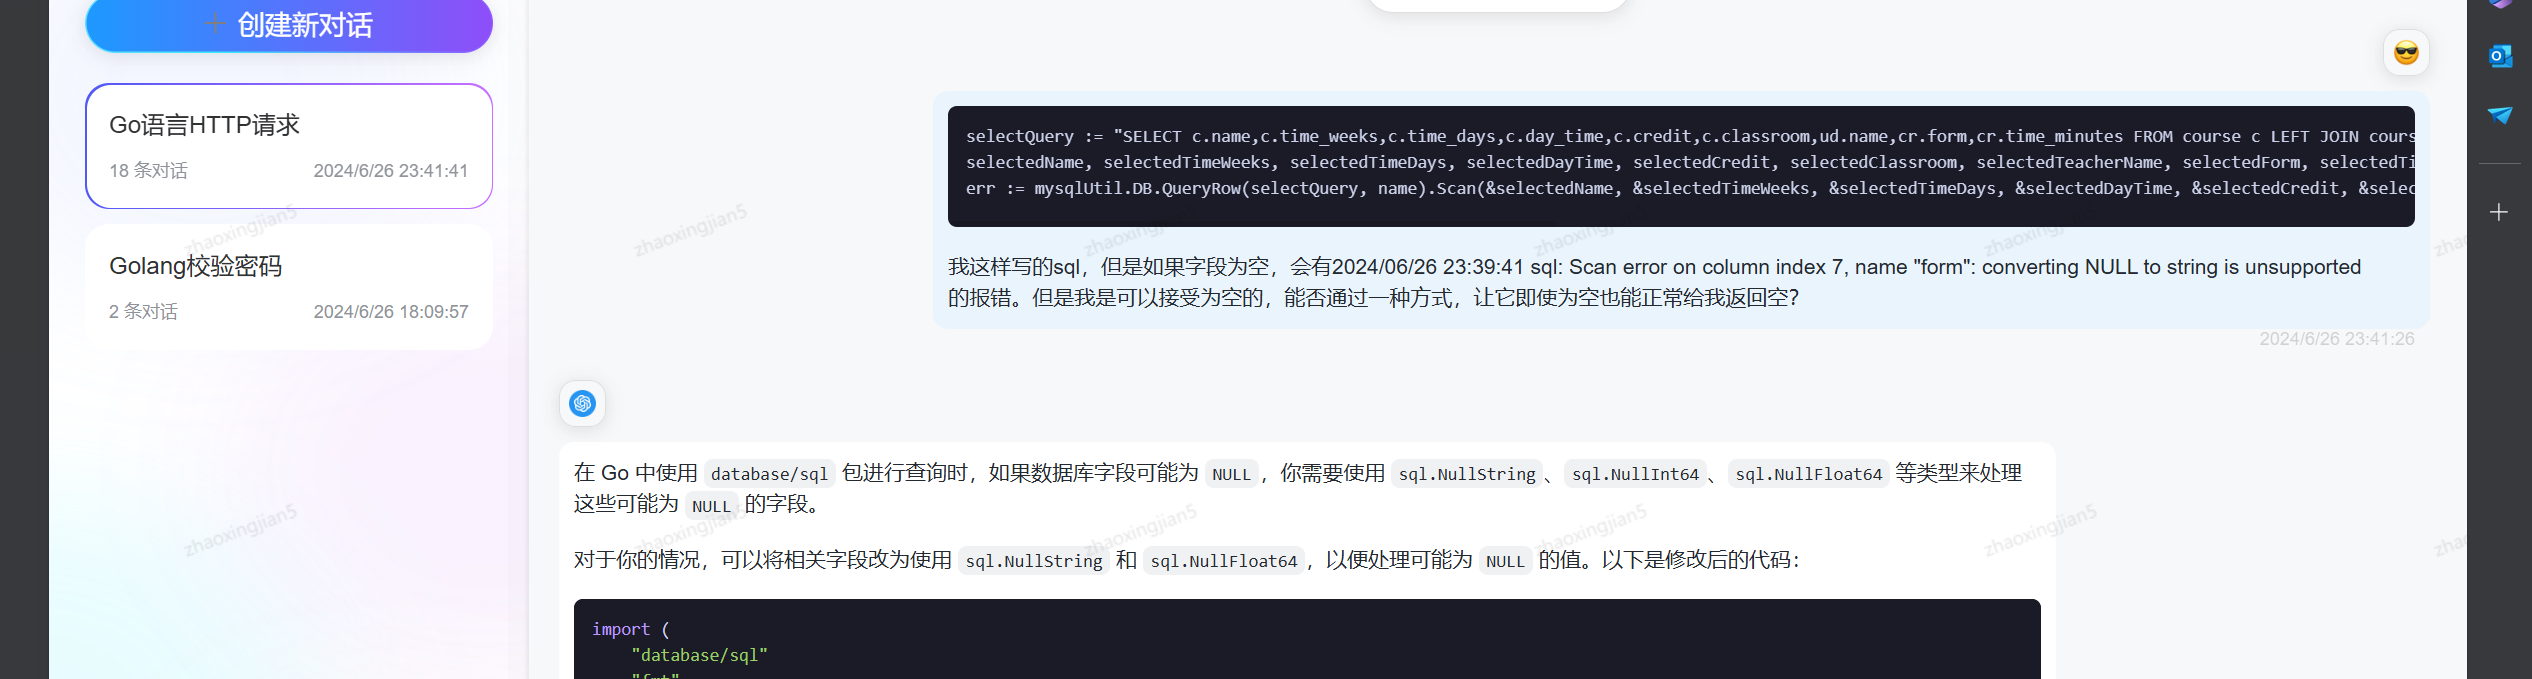 创建新对话
Go语言HTTP请求
18 条对话
2024/6/26 23:41:41
Golang校验密码
2 条对话
2024/6/26 18:09:57
selectQuery := "SELECT c.name,c.time_weeks,c.time_days,c.day_time,c.credit,c.classroom,ud.name,cr.form,cr.time_minutes FROM course c LEFT JOIN cours
selectedName, selectedTimeWeeks, selectedTimeDays, selectedDayTime, selectedCredit, selectedClassroom, selectedTeacherName, selectedForm, selectedTi
err := mysqlUtil.DB.QueryRow(selectQuery, name).Scan(&selectedName, &selectedTimeWeeks, &selectedTimeDays, &selectedDayTime, &selectedCredit, &selec
我这样写的sql，但是如果字段为空，会有2024/06/26 23:39:41 sql: Scan error on column index 7, name "form": converting NULL to string is unsupported
的报错。但是我是可以接受为空的，能否通过一种方式，让它即使为空也能正常给我返回空？
2024/6/26 23:41:26
在 Go 中使用 database/sql 包进行查询时，如果数据库字段可能为 NULL，你需要使用 sql.NullString、sql.NullInt64、sql.NullFloat64 等类型来处理
这些可能为 NULL 的字段。
对于你的情况，可以将相关字段改为使用 sql.NullString 和 sql.NullFloat64，以便处理可能为 NULL 的值。以下是修改后的代码：
import (
"database/sql"
"fmt"
zhaoxingjian5
zhaoxingjian5
zhaoxingjian5
zhaoxingjian5
zhao
zhaoxingjian5
zhaoxingjian5
zhaoxingjian5
zhaoxingjian5
zhaoxingjian5
zhao